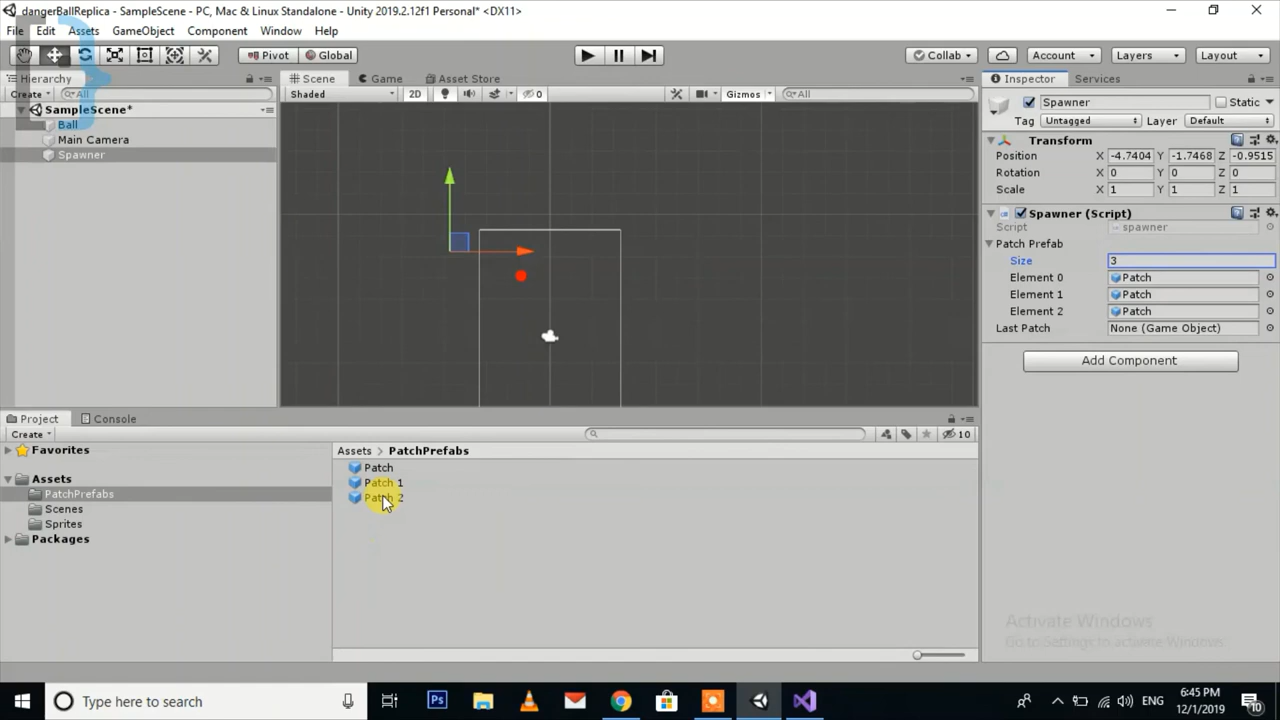 dangerBallReplica - SampleScene - PC, Mac & Linux Standalone - Unity 2019.2.12f1 Personal* <DX11>
File Edit Assets GameObject Component Window Help
Pivot Global Collab Account Layers Layout
Hierarchy Scene Game Asset Store Inspector Services
Create All Shaded 2D 0 Gizmos All
Spawner Static
SampleScene*
Ball
Main Camera
Spawner
Tag Untagged Layer Default
Transform
Position X -4.7404 Y -1.7468 Z -0.9515
Rotation X 0 Y 0 Z 0
Scale X 1 Y 1 Z 1
Spawner (Script)
Script spawner
Patch Prefab
Size 3
Element 0 Patch
Element 1 Patch
Element 2 Patch
Last Patch None (Game Object)
Add Component
Project Console
Create 10
Favorites
Assets
PatchPrefabs
Scenes
Sprites
Packages
Assets > PatchPrefabs
Patch
Patch 1
Patch 2
Activate Windows
Go to Settings to activate Windows.
Type here to search
Ps
ENG
6:45 PM
12/1/2019
10